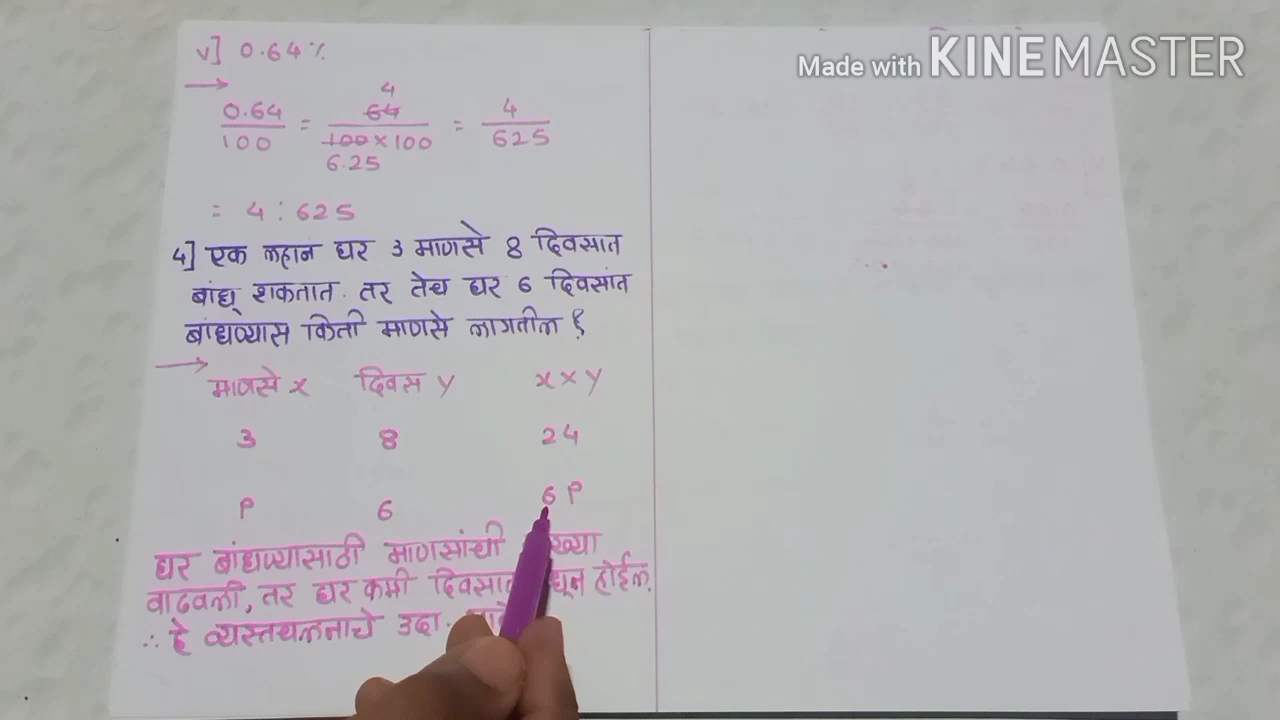 Made with KINEMASTER
v] 0.64%
→
0.64/100 = 64/100×100 = 4/625
4
6.25
= 4 : 625
4] एक लहान घर 3 माणसे 8 दिवसात
बांधू शकतात. तर तेच घर 6 दिवसांत
बांधण्यास किती माणसे लागतील ?
→
माणसे x दिवस y x × y
3 8 24
P 6 6P
घर बांधण्यासाठी माणसांची
वाढवली, तर घर कमी दिवसात होईल.
∴ हे व्यस्तचलनाचे उदा.